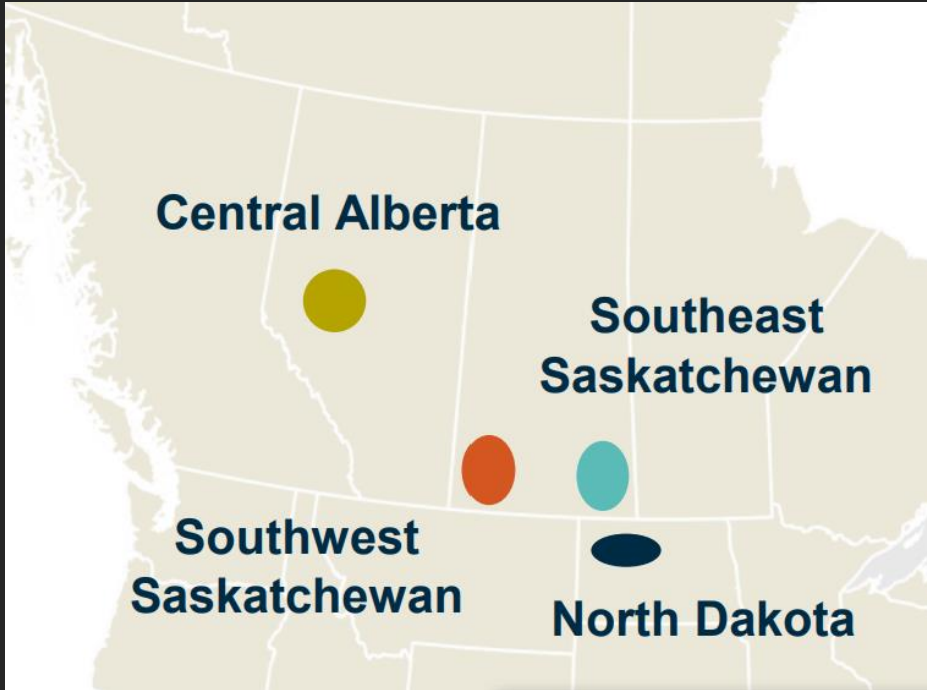 Central Alberta
Southeast
Saskatchewan
Southwest
Saskatchewan
North Dakota